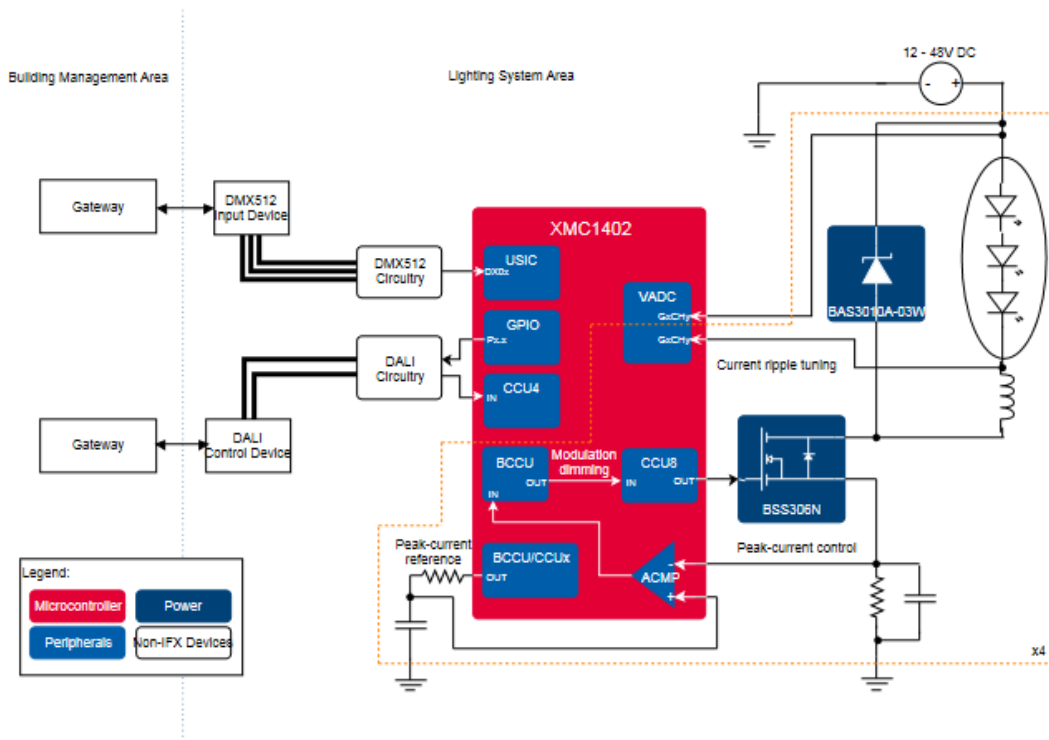 12 - 48V DC
Building Management Area
Lighting System Area
-
+
Gateway
DMX512
Input Device
XMC1402
DMX512
Circuitry
USIC
DX0x
VADC
GxCHy
GxCHy
BAS3010A-03W
GPIO
Px.x
DALI
Circuitry
CCU4
IN
Current ripple tuning
Gateway
DALI
Control Device
BCCU
OUT
IN
Modulation
dimming
CCU8
IN
OUT
BSS306N
Peak-current
reference
BCCU/CCUx
OUT
ACMP
-
+
Peak-current control
Legend:
Microcontroller
Power
Peripherals
Non-IFX Devices
x4